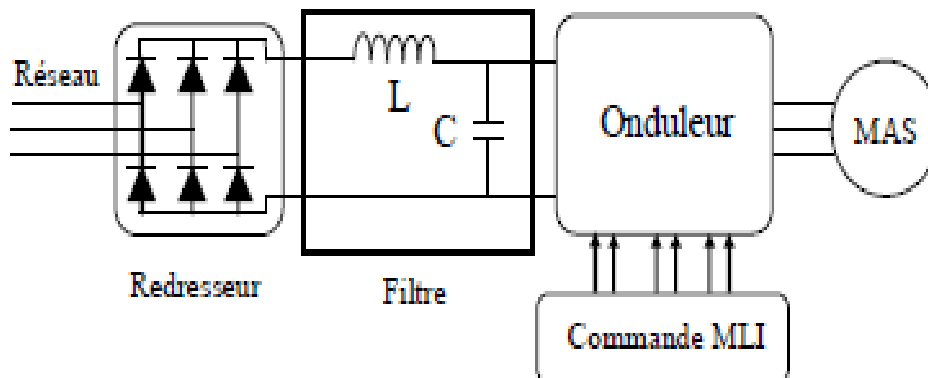 Réseau
L
C
Onduleur
MAS
Redresseur
Filtre
Commande MLI